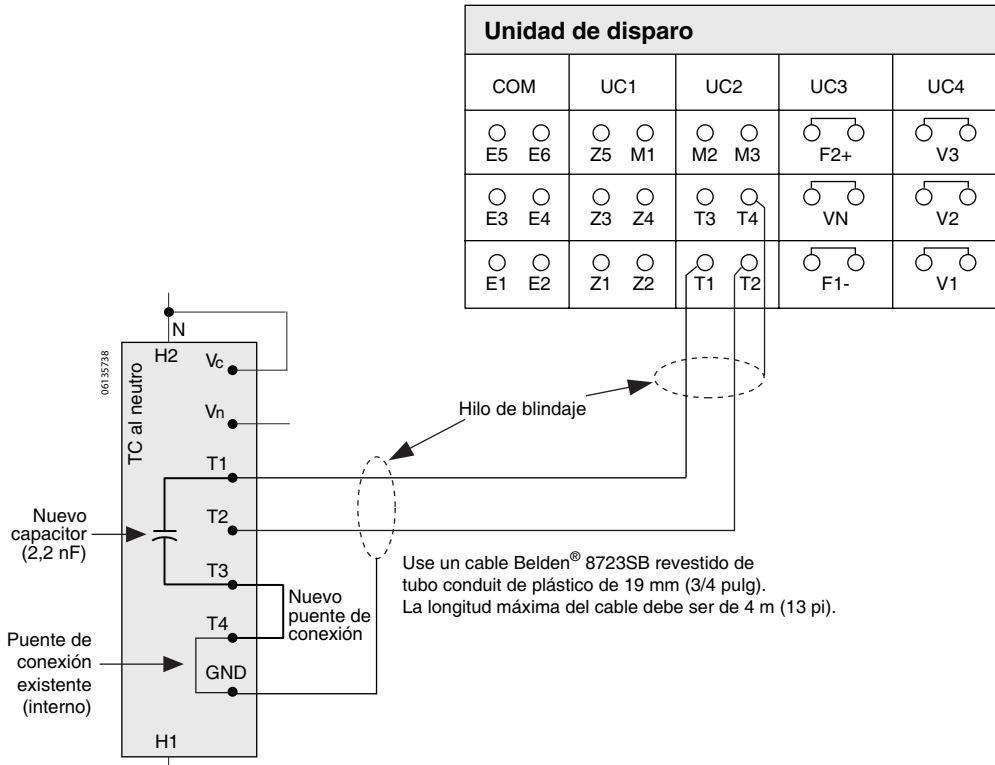 Unidad de disparo
COM UC1 UC2 UC3 UC4
E5 E6 Z5 M1 M2 M3 F2+ V3
E3 E4 Z3 Z4 T3 T4 VN V2
E1 E2 Z1 Z2 T1 T2 F1- V1
N
06135738
H2
Vc
TC al neutro
Vn
Hilo de blindaje
T1
Nuevo
capacitor
(2,2 nF)
T2
T3
Use un cable Belden® 8723SB revestido de
tubo conduit de plástico de 19 mm (3/4 pulg).
La longitud máxima del cable debe ser de 4 m (13 pi).
Nuevo
puente de
conexión
T4
Puente de
conexión
existente
(interno)
GND
H1